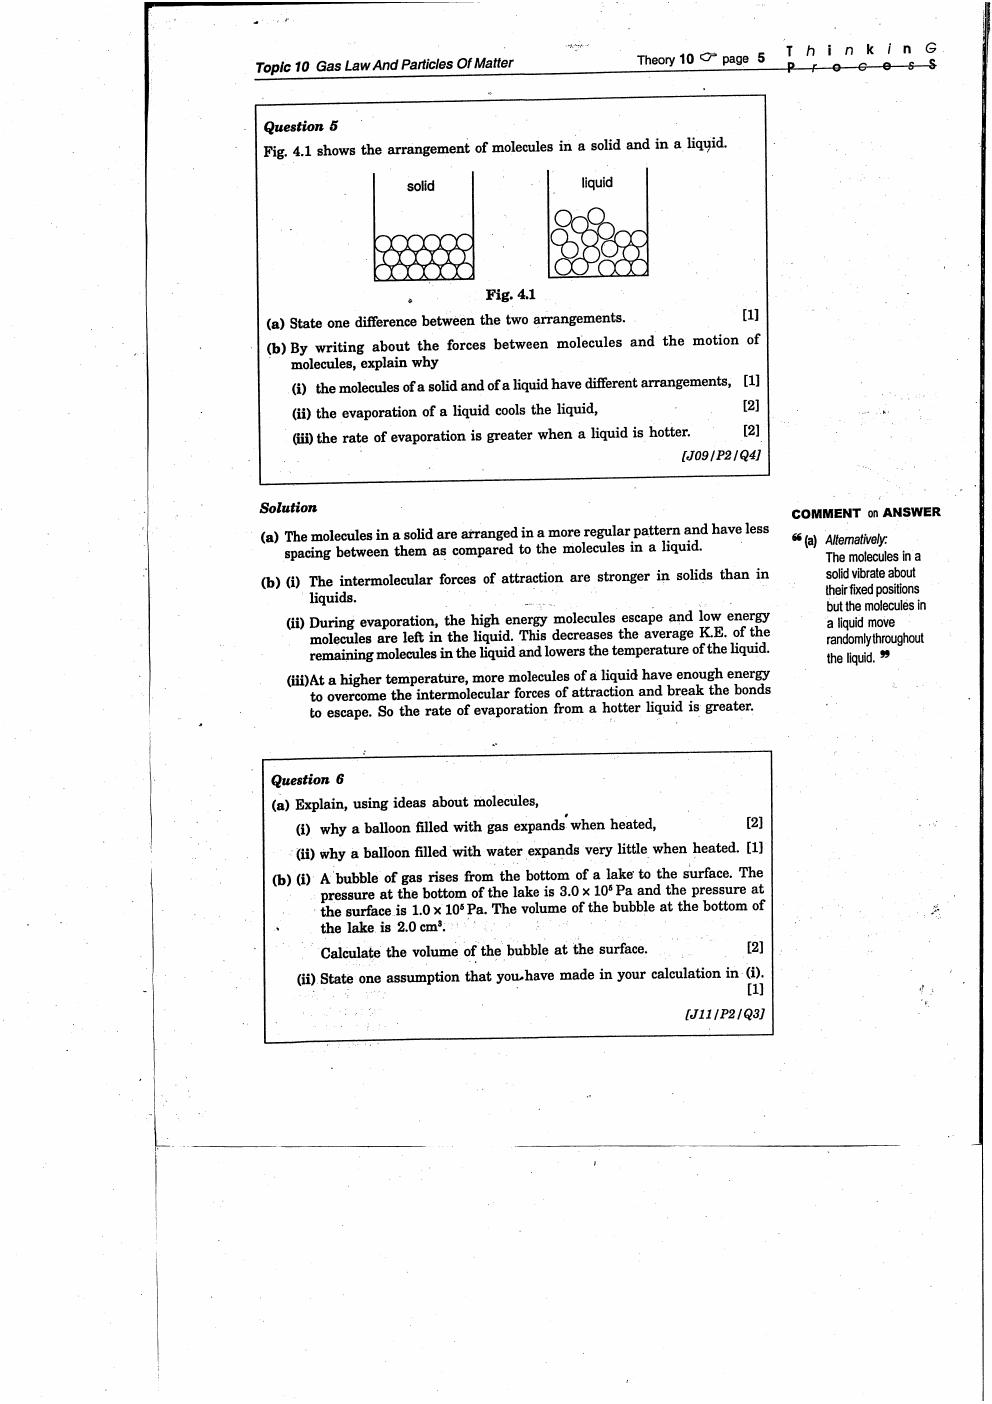 Topic 10 Gas Law And Particles Of Matter
Theory 10 ☞ page 5
T h i n k i n G
P r o c e s S
Question 5
Fig. 4.1 shows the arrangement of molecules in a solid and in a liquid.
solid
liquid
Fig. 4.1
(a) State one difference between the two arrangements. [1]
(b) By writing about the forces between molecules and the motion of
molecules, explain why
(i) the molecules of a solid and of a liquid have different arrangements, [1]
(ii) the evaporation of a liquid cools the liquid, [2]
(iii) the rate of evaporation is greater when a liquid is hotter. [2]
[J09/P2/Q4]
Solution
(a) The molecules in a solid are arranged in a more regular pattern and have less
spacing between them as compared to the molecules in a liquid.
(b) (i) The intermolecular forces of attraction are stronger in solids than in
liquids.
(ii) During evaporation, the high energy molecules escape and low energy
molecules are left in the liquid. This decreases the average K.E. of the
remaining molecules in the liquid and lowers the temperature of the liquid.
(iii) At a higher temperature, more molecules of a liquid have enough energy
to overcome the intermolecular forces of attraction and break the bonds
to escape. So the rate of evaporation from a hotter liquid is greater.
COMMENT on ANSWER
“ (a) Alternatively:
The molecules in a
solid vibrate about
their fixed positions
but the molecules in
a liquid move
randomly throughout
the liquid. ”
Question 6
(a) Explain, using ideas about molecules,
(i) why a balloon filled with gas expands when heated, [2]
(ii) why a balloon filled with water expands very little when heated. [1]
(b) (i) A bubble of gas rises from the bottom of a lake to the surface. The
pressure at the bottom of the lake is 3.0 x 10⁵ Pa and the pressure at
the surface is 1.0 x 10⁵ Pa. The volume of the bubble at the bottom of
the lake is 2.0 cm³.
Calculate the volume of the bubble at the surface. [2]
(ii) State one assumption that you have made in your calculation in (i).
[1]
[J11/P2/Q3]